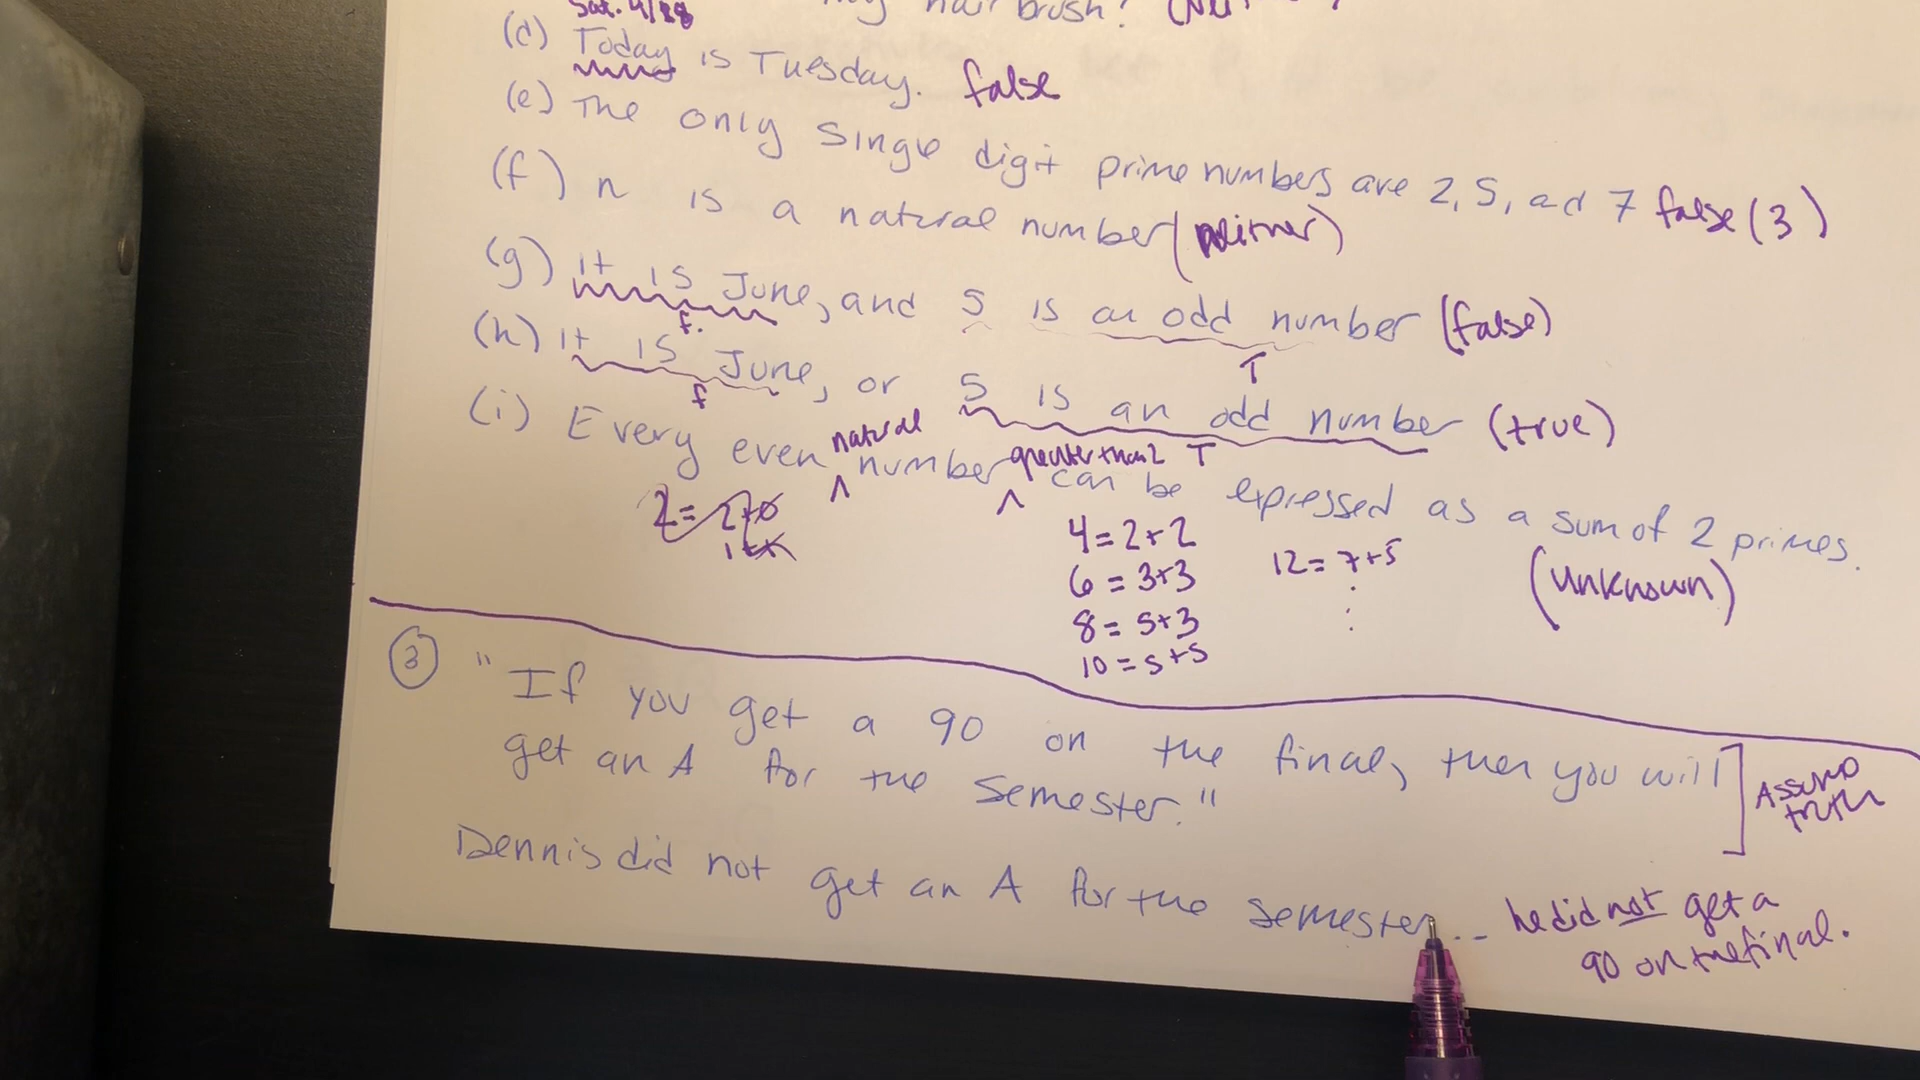 hair brush?
Sat. 4/28
(d) Today is Tuesday. false
(e) The only single digit prime numbers are 2, 5, ad 7 false (3)
(f) n is a natural number (neither)
(g) it is June, and 5 is an odd number (false)
f. T
(h) it is June, or 5 is an odd number (true)
f T
(i) Every even natural number greater than 2 can be expressed as a sum of 2 primes.
2 = 2+0
4=2+2
6=3+3
8=5+3
10=5+5
12=7+5
(unknown)
3 "If you get a 90 on the final, then you will
get an A for the semester."
Assume
truth
Dennis did not get an A for the semester... he did not get a
90 on the final.